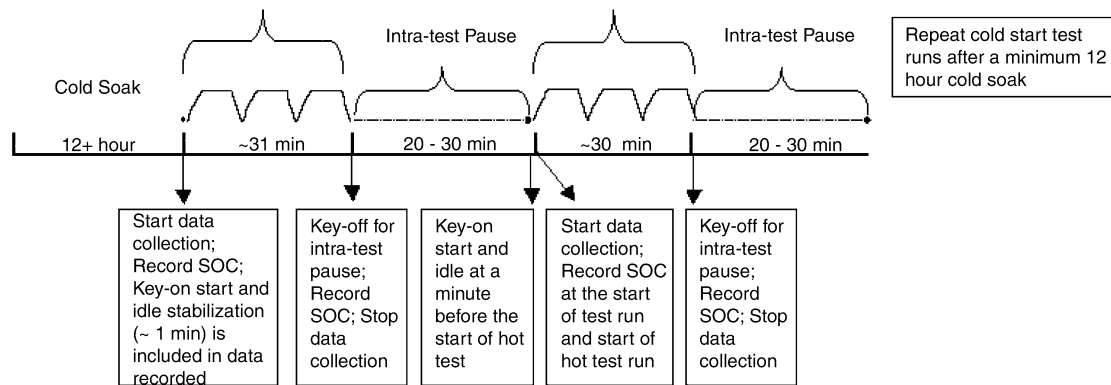 Intra-test Pause
Intra-test Pause
Repeat cold start test
runs after a minimum 12
hour cold soak
Cold Soak
12+ hour
~31 min
20 - 30 min
~30 min
20 - 30 min
Start data
collection;
Record SOC;
Key-on start and
idle stabilization
(~ 1 min) is
included in data
recorded
Key-off for
intra-test
pause;
Record
SOC; Stop
data
collection
Key-on
start and
idle at a
minute
before the
start of hot
test
Start data
collection;
Record SOC
at the start
of test run
and start of
hot test run
Key-off for
intra-test
pause;
Record
SOC; Stop
data
collection